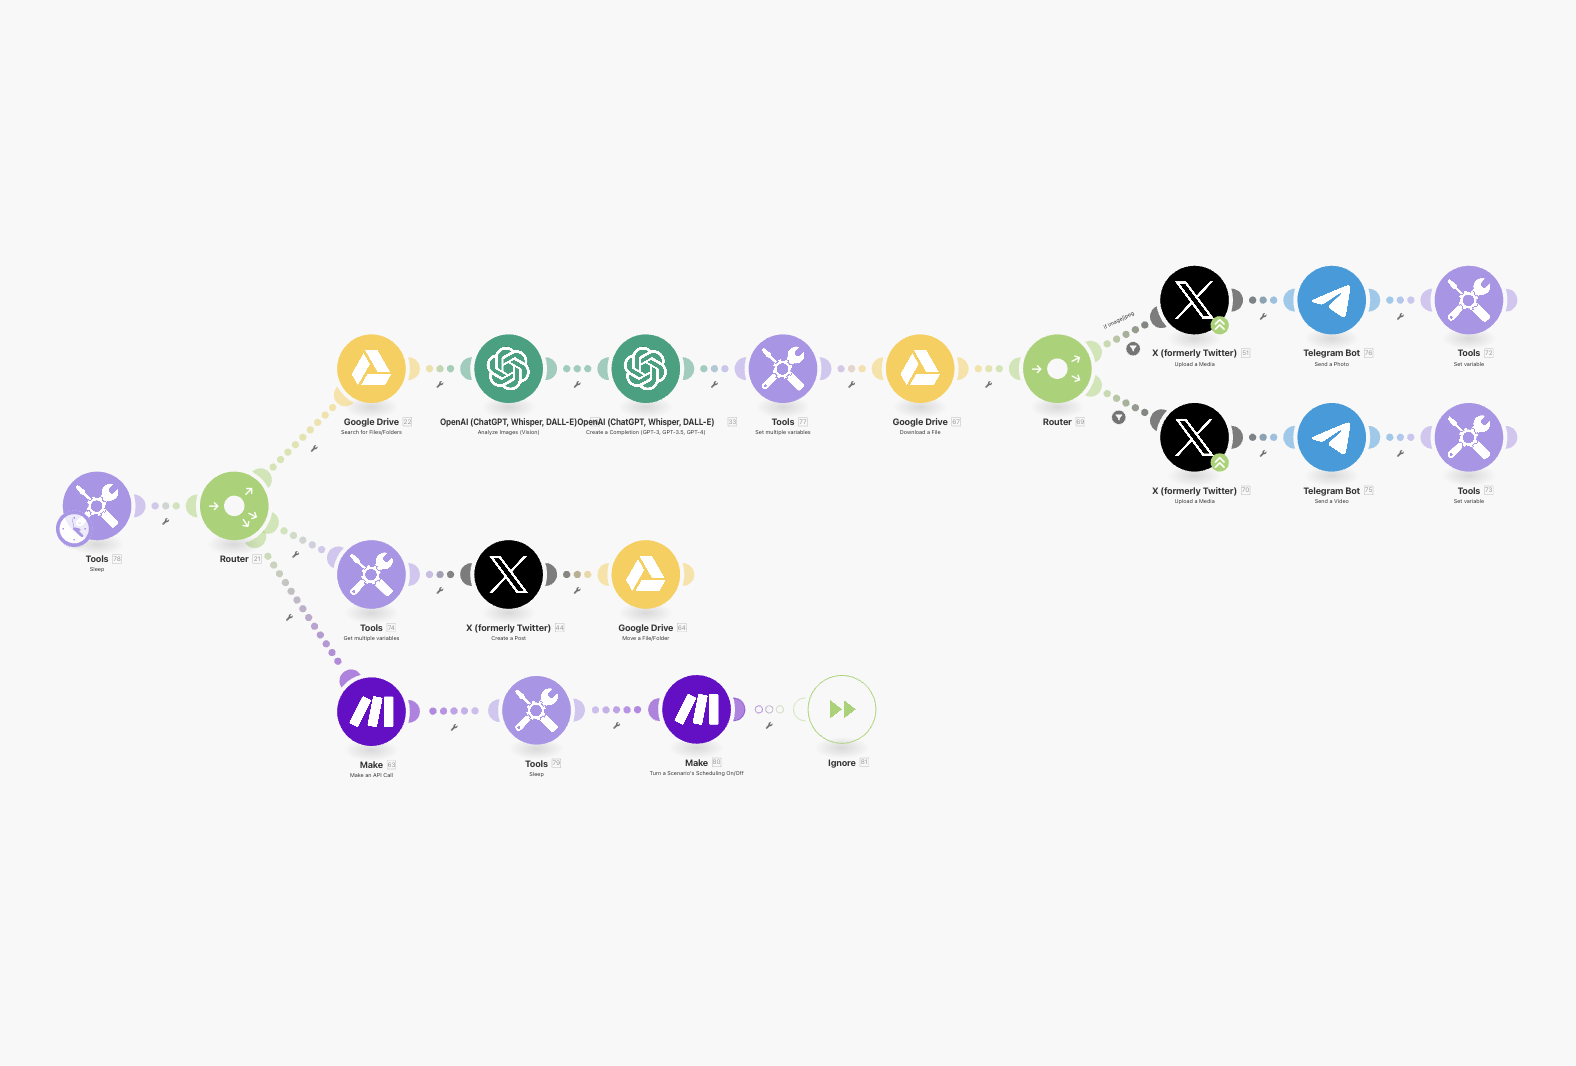 if image/jpeg
X (formerly Twitter) 51
Upload a Media
Telegram Bot 76
Send a Photo
Tools 72
Set variable
Google Drive 22
Search for Files/Folders
OpenAI (ChatGPT, Whisper, DALL-E)
Analyze Images (Vision)
OpenAI (ChatGPT, Whisper, DALL-E) 33
Create a Completion (GPT-3, GPT-3.5, GPT-4)
Tools 77
Set multiple variables
Google Drive 67
Download a File
Router 69
X (formerly Twitter) 70
Upload a Media
Telegram Bot 75
Send a Video
Tools 73
Set variable
Tools 78
Sleep
Router 21
Tools 74
Get multiple variables
X (formerly Twitter) 44
Create a Post
Google Drive 64
Move a File/Folder
Make 63
Make an API Call
Tools 79
Sleep
Make 80
Turn a Scenario's Scheduling On/Off
Ignore 81